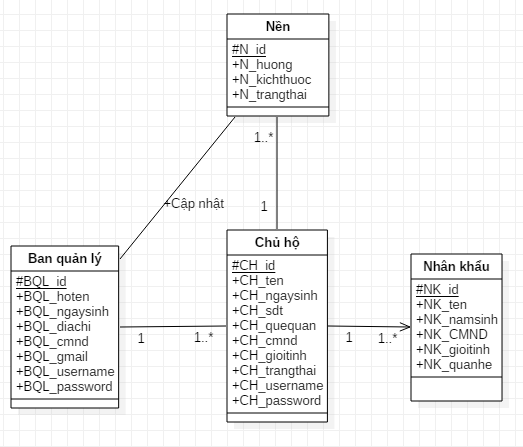 Nền
#N_id
+N_huong
+N_kichthuoc
+N_trangthai
1..*
+Cập nhật
1
Ban quản lý
#BQL_id
+BQL_hoten
+BQL_ngaysinh
+BQL_diachi
+BQL_cmnd
+BQL_gmail
+BQL_username
+BQL_password
1
1..*
Chủ hộ
#CH_id
+CH_ten
+CH_ngaysinh
+CH_sdt
+CH_quequan
+CH_cmnd
+CH_gioitinh
+CH_trangthai
+CH_username
+CH_password
1
1..*
Nhân khẩu
#NK_id
+NK_ten
+NK_namsinh
+NK_CMND
+NK_gioitinh
+NK_quanhe